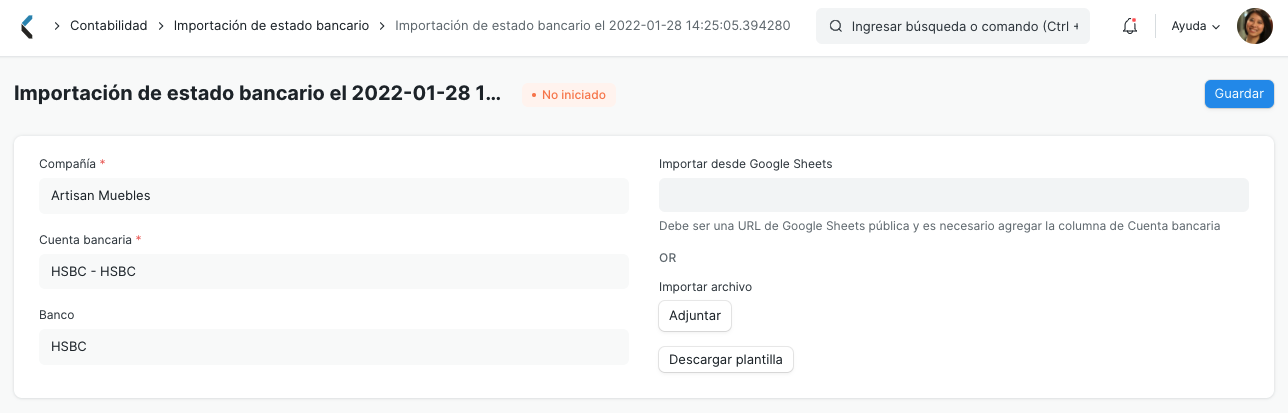 Contabilidad > Importación de estado bancario > Importación de estado bancario el 2022-01-28 14:25:05.394280
Ingresar búsqueda o comando (Ctrl +
Ayuda
Importación de estado bancario el 2022-01-28 1...
• No iniciado
Guardar
Compañía *
Artisan Muebles
Cuenta bancaria *
HSBC - HSBC
Banco
HSBC
Importar desde Google Sheets
Debe ser una URL de Google Sheets pública y es necesario agregar la columna de Cuenta bancaria
OR
Importar archivo
Adjuntar
Descargar plantilla